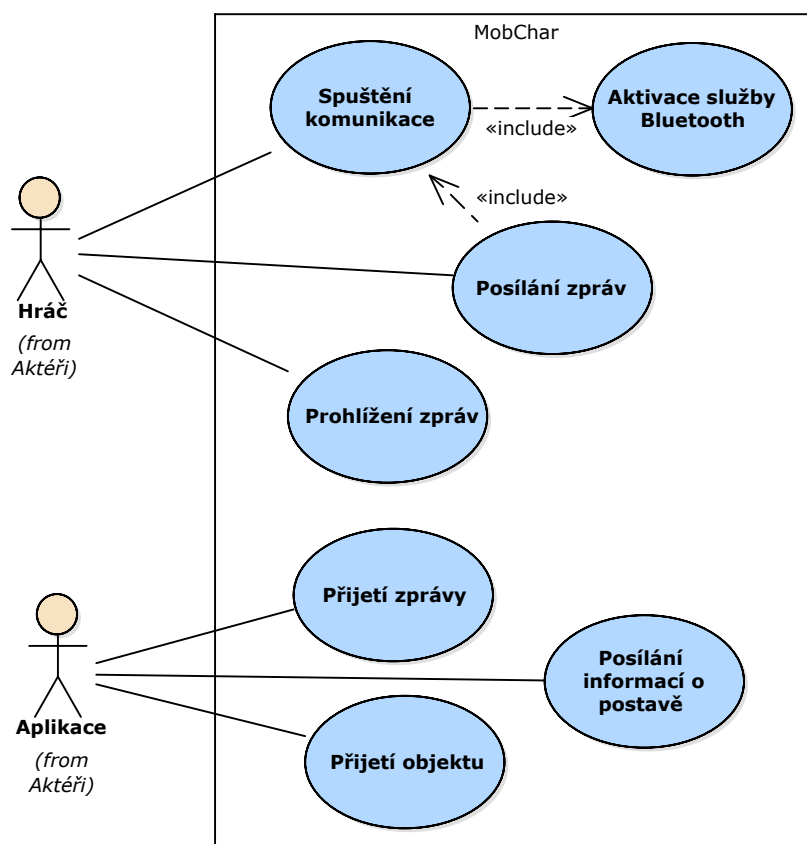 MobChar
Spuštění
komunikace
Aktivace služby
Bluetooth
«include»
«include»
Posílání zpráv
Hráč
(from
Aktéři)
Prohlížení zpráv
Přijetí zprávy
Posílání
informací o
postavě
Aplikace
(from
Aktéři)
Přijetí objektu